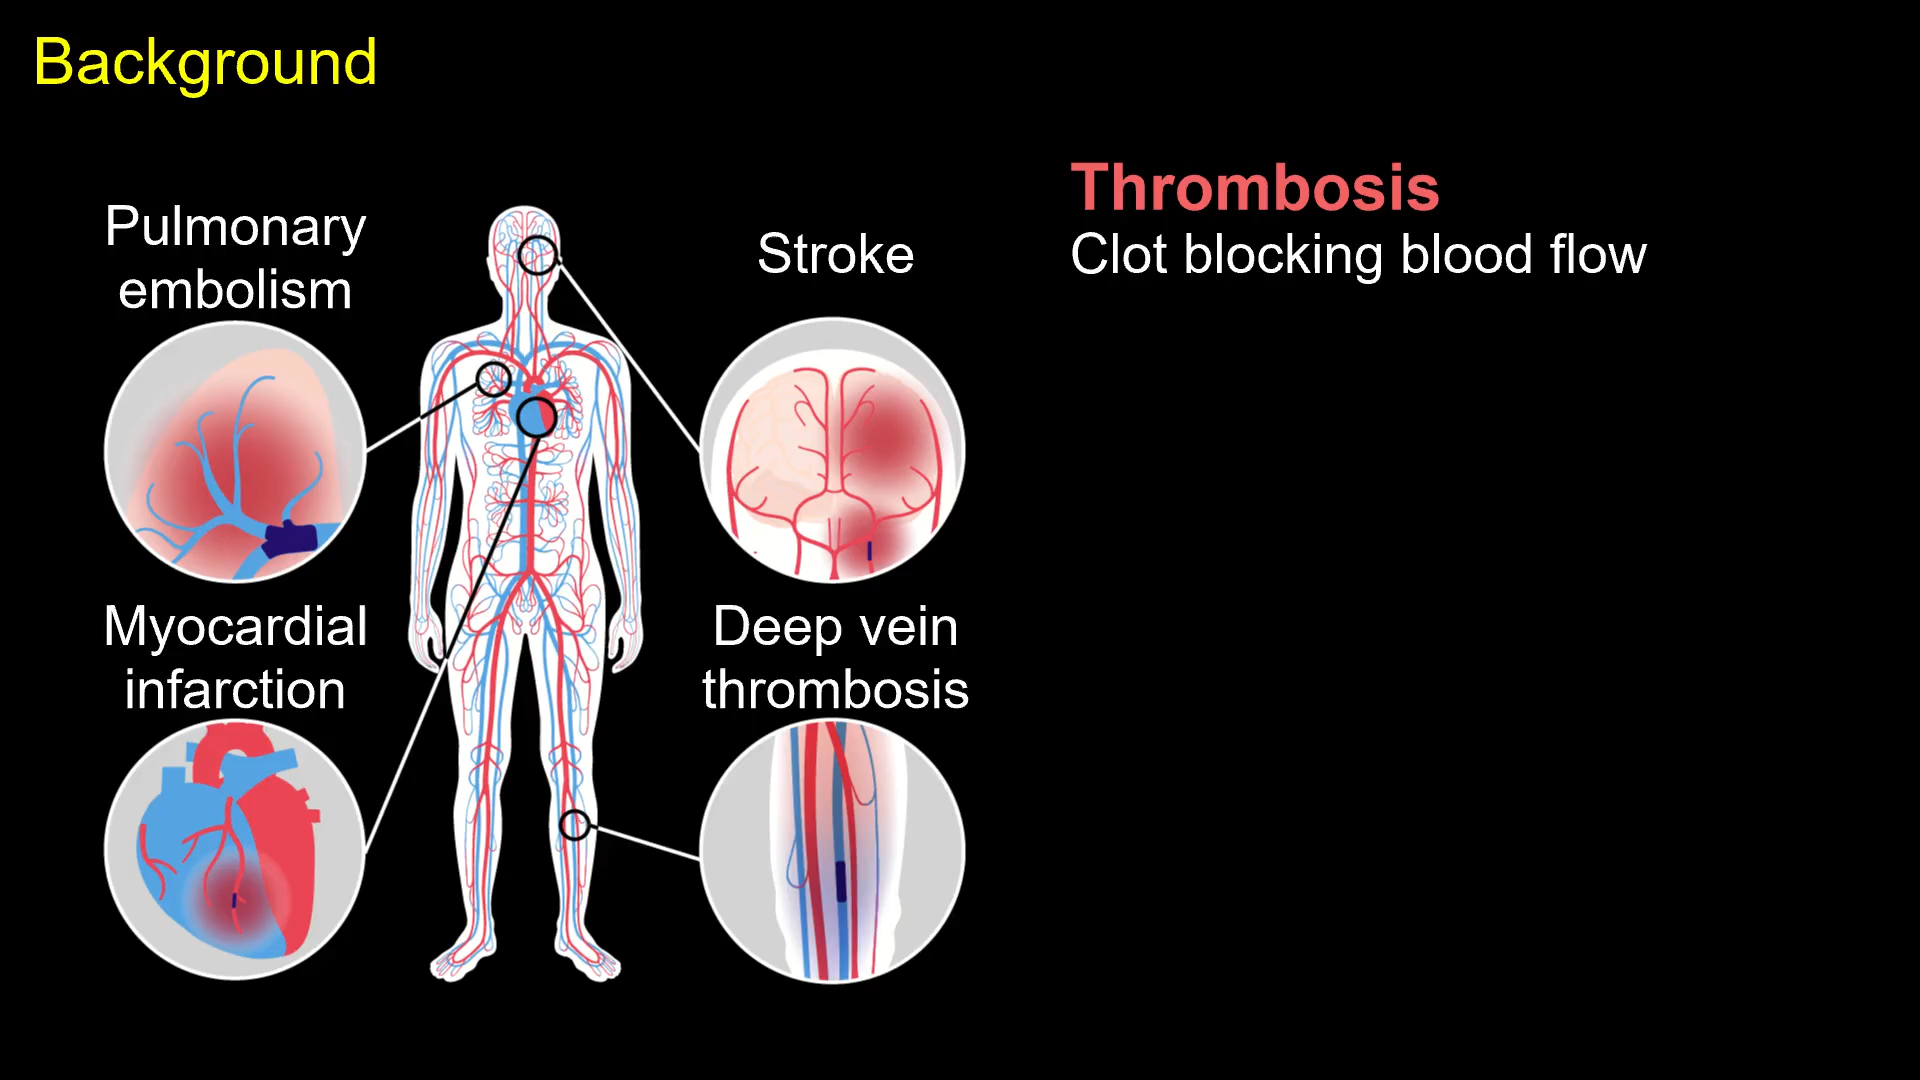 Background
Pulmonary
embolism
Stroke
Myocardial
infarction
Deep vein
thrombosis
Thrombosis
Clot blocking blood flow